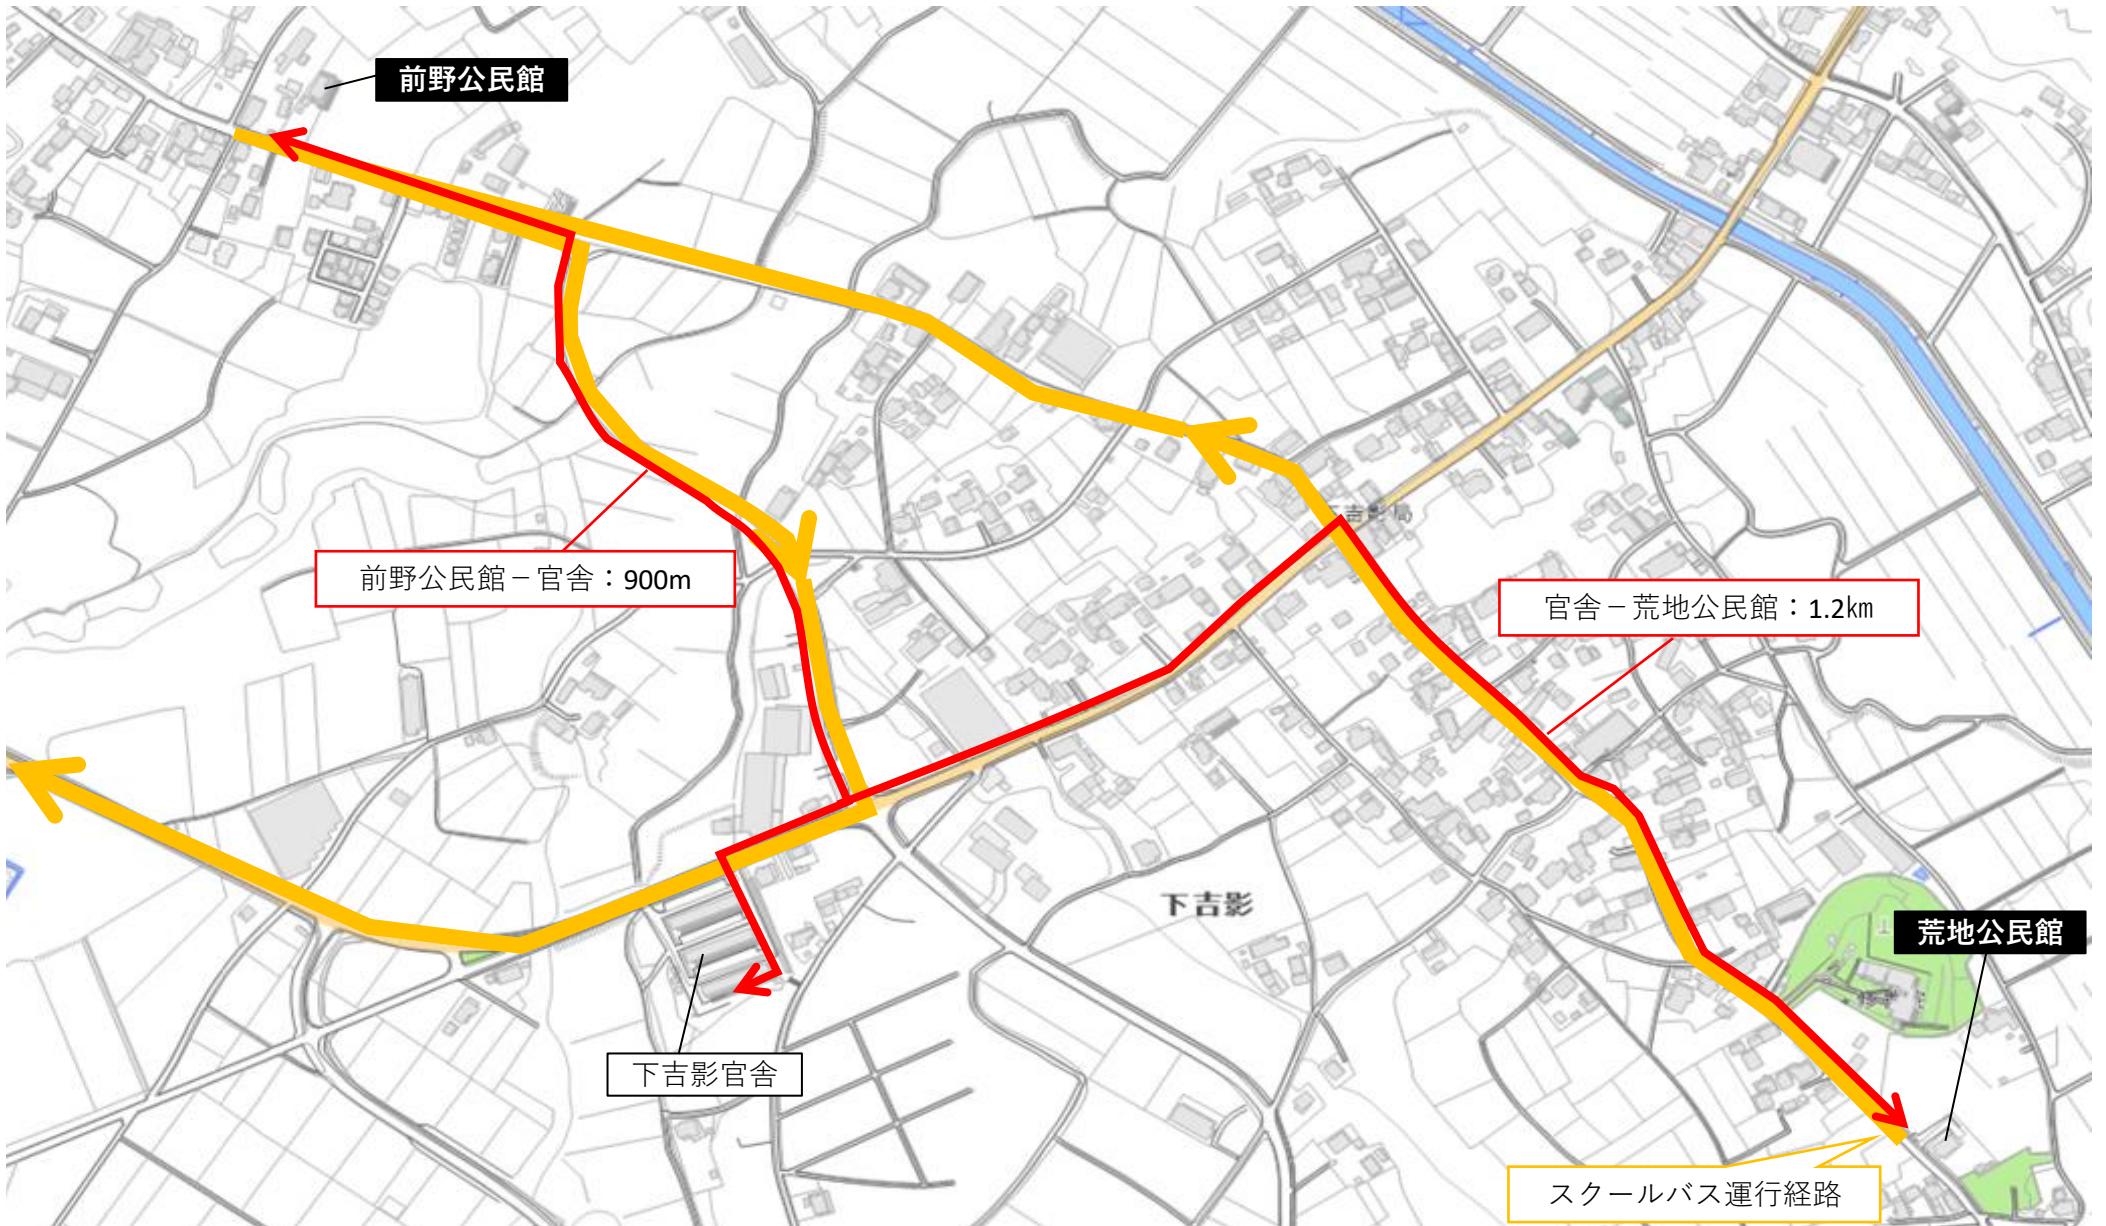 前野公民館
前野公民館－官舎：900m
官舎－荒地公民館：1.2㎞
下吉影
荒地公民館
下吉影官舎
スクールバス運行経路